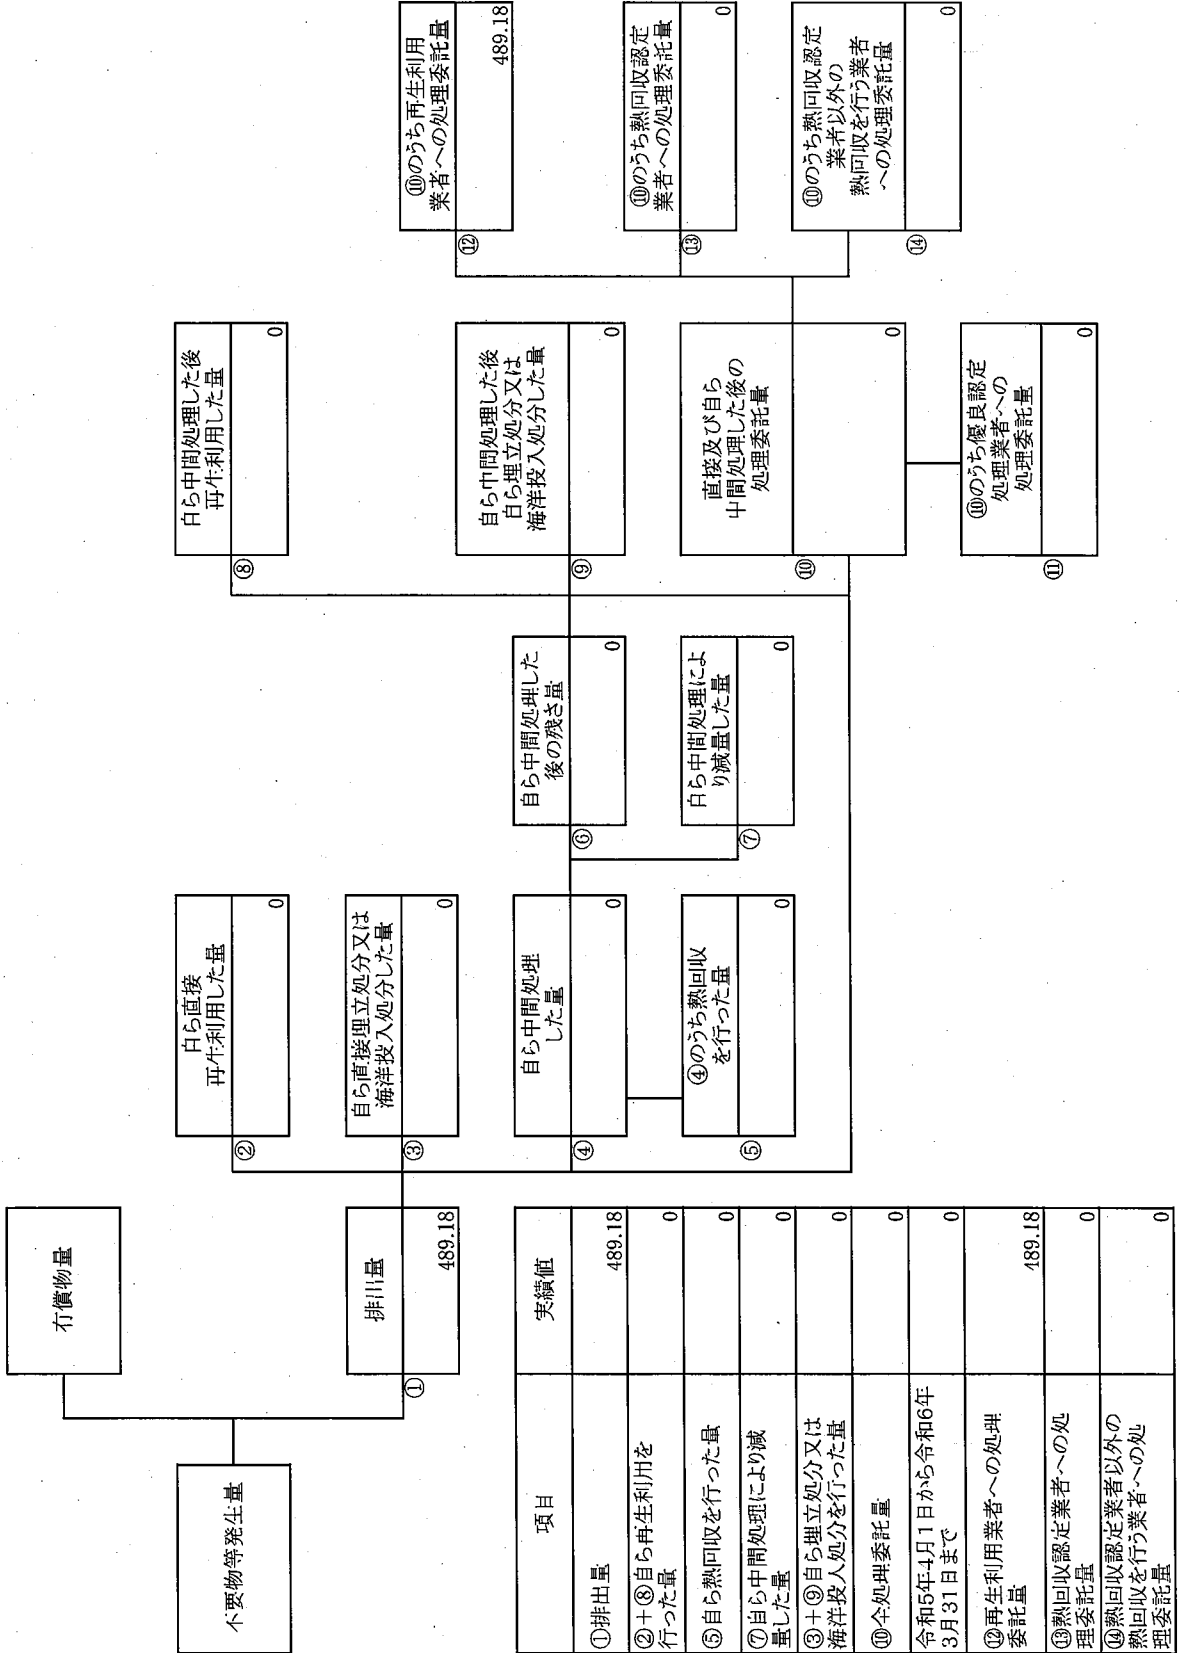 不要物等発生量
有償物量
排出量
①
489.18
自ら直接
再生利用した量
②
0
自ら直接埋立処分又は
海洋投入処分した量
③
0
自ら中間処理
した量
④
0
④のうち熱回収
を行った量
⑤
0
自ら中間処理した
後の残さ量
⑥
0
自ら中間処理によ
り減量した量
⑦
0
自ら中間処理した後
再生利用した量
⑧
0
自ら中間処理した後
自ら埋立処分又は
海洋投入処分した量
⑨
0
直接及び自ら
中間処理した後の
処理委託量
⑩
0
⑩のうち優良認定
処理業者への
処理委託量
⑪
0
⑩のうち再生利用
業者への処理委託量
⑫
489.18
⑩のうち熱回収認定
業者への処理委託量
⑬
0
⑩のうち熱回収認定
業者以外の
熱回収を行う業者
への処理委託量
⑭
0
項目 実績値
①排出量 489.18
②+⑧自ら再生利用を
行った量 0
⑤自ら熱回収を行った量 0
⑦自ら中間処理により減
量した量 0
③+⑨自ら埋立処分又は
海洋投入処分を行った量 0
⑩全処理委託量 0
令和5年4月1日から令和6年
3月31日まで 0
⑫再生利用業者への処理
委託量 489.18
⑬熱回収認定業者への処
理委託量 0
⑭熱回収認定業者以外の
熱回収を行う業者への処
理委託量 0